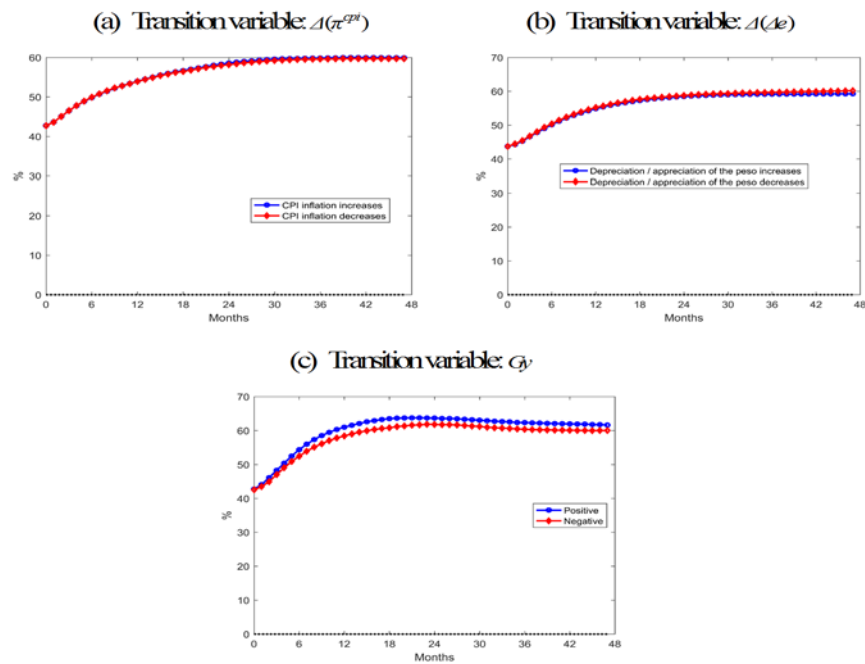 (a) Transition variable: Δ(π^cpi)
60
50
40
30
20
10
0
%
CPI inflation increases
CPI inflation decreases
0 6 12 18 24 30 36 42 48
Months
(b) Transition variable: Δ(Δe)
70
60
50
40
30
20
10
0
%
Depreciation / appreciation of the peso increases
Depreciation / appreciation of the peso decreases
0 6 12 18 24 30 36 42 48
Months
(c) Transition variable: Gy
70
60
50
40
30
20
10
0
%
Positive
Negative
0 6 12 18 24 30 36 42 48
Months